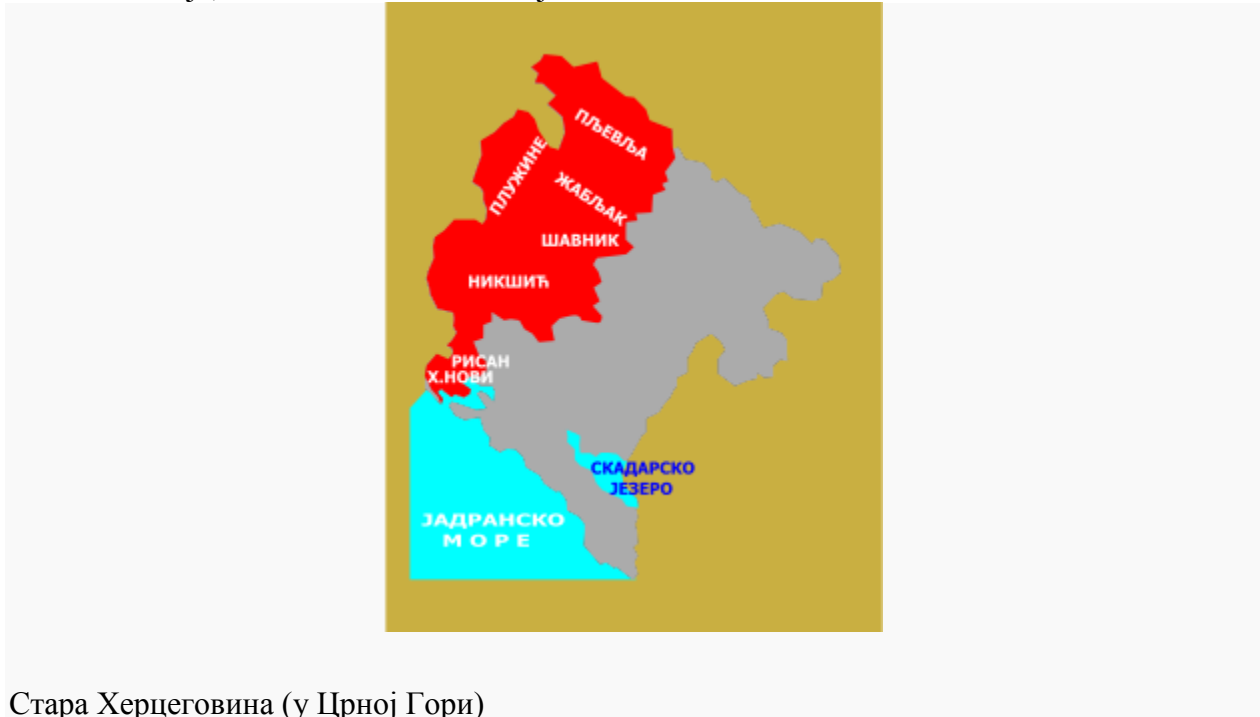 ПЉЕВЉА
ПЛУЖИНЕ
ЖАБЉАК
ШАВНИК
НИКШИЋ
РИСАН
Х.НОВИ
СКАДАРСКО
ЈЕЗЕРО
ЈАДРАНСКО
МОРЕ
Стара Херцеговина (у Црној Гори)